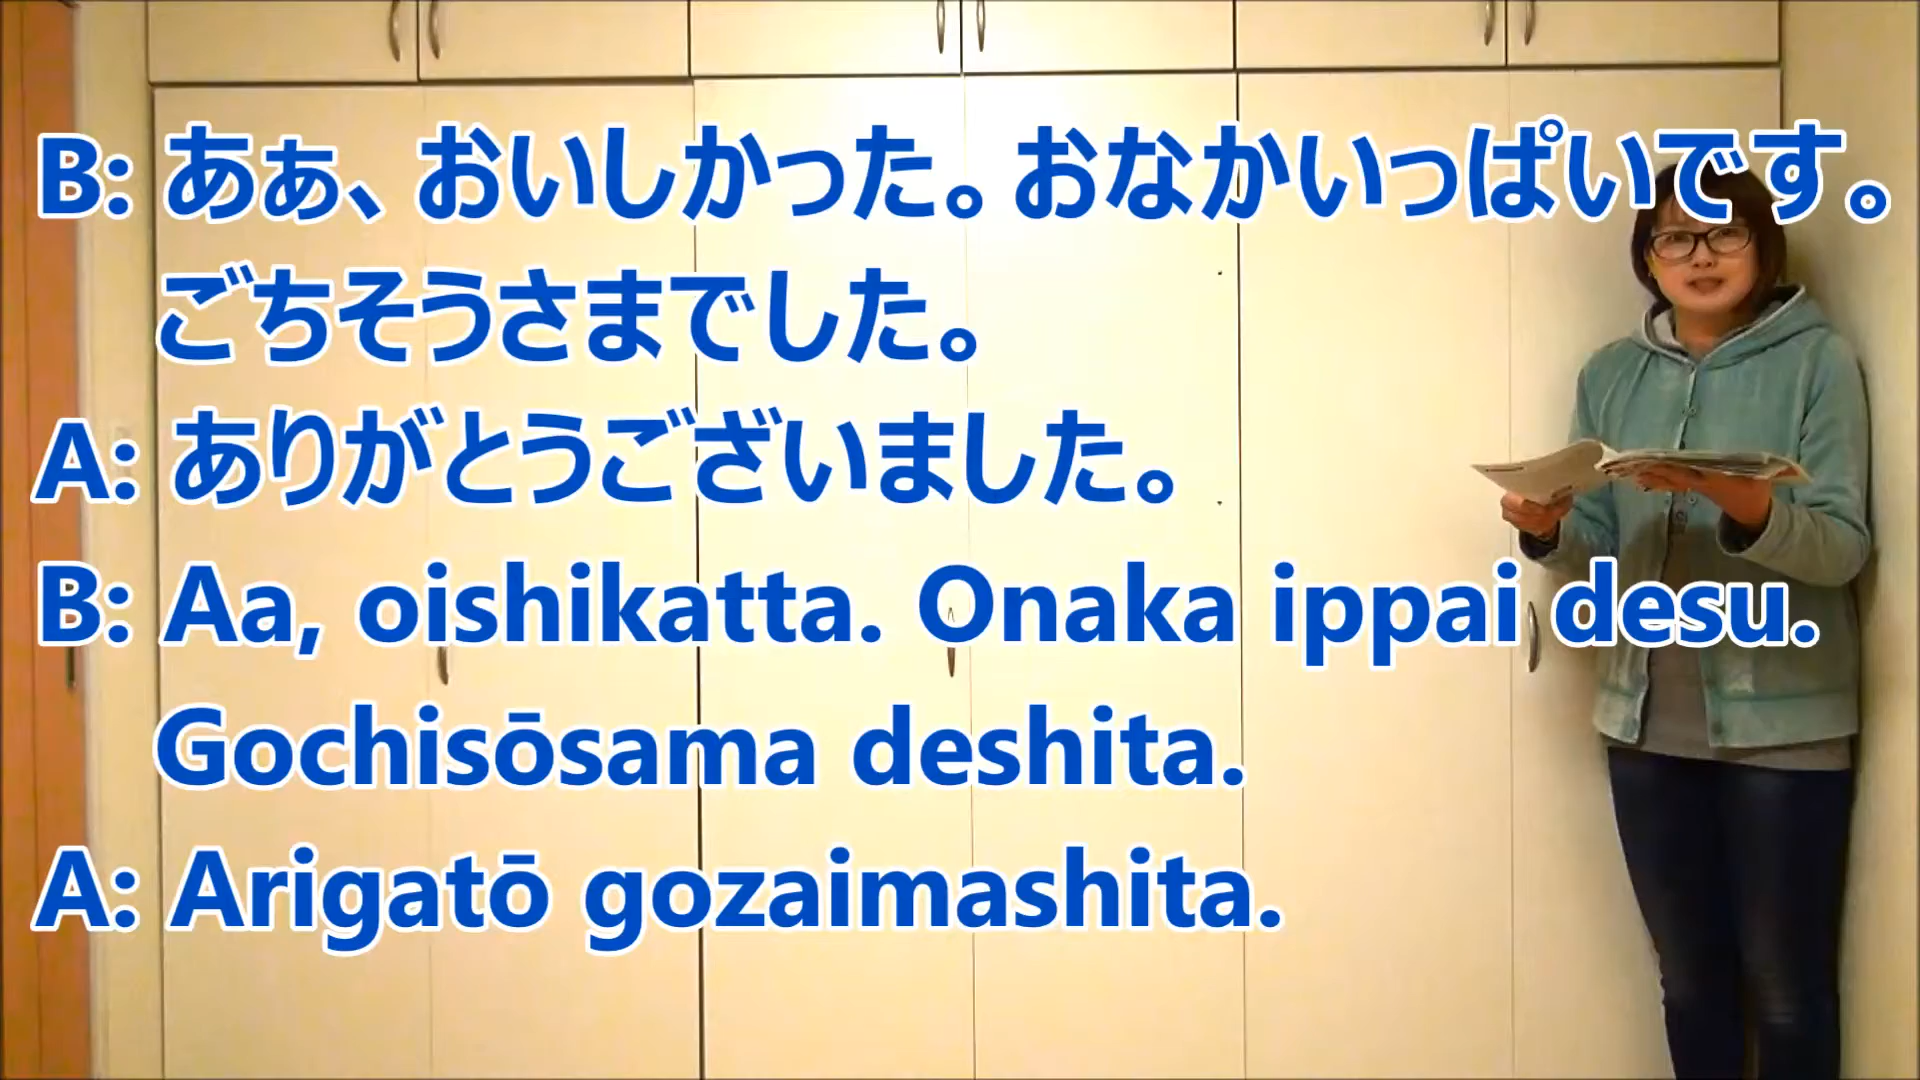 B: あぁ、おいしかった。おなかいっぱいです。
ごちそうさまでした。
A: ありがとうございました。
B: Aa, oishikatta. Onaka ippai desu.
Gochisōsama deshita.
A: Arigatō gozaimashita.